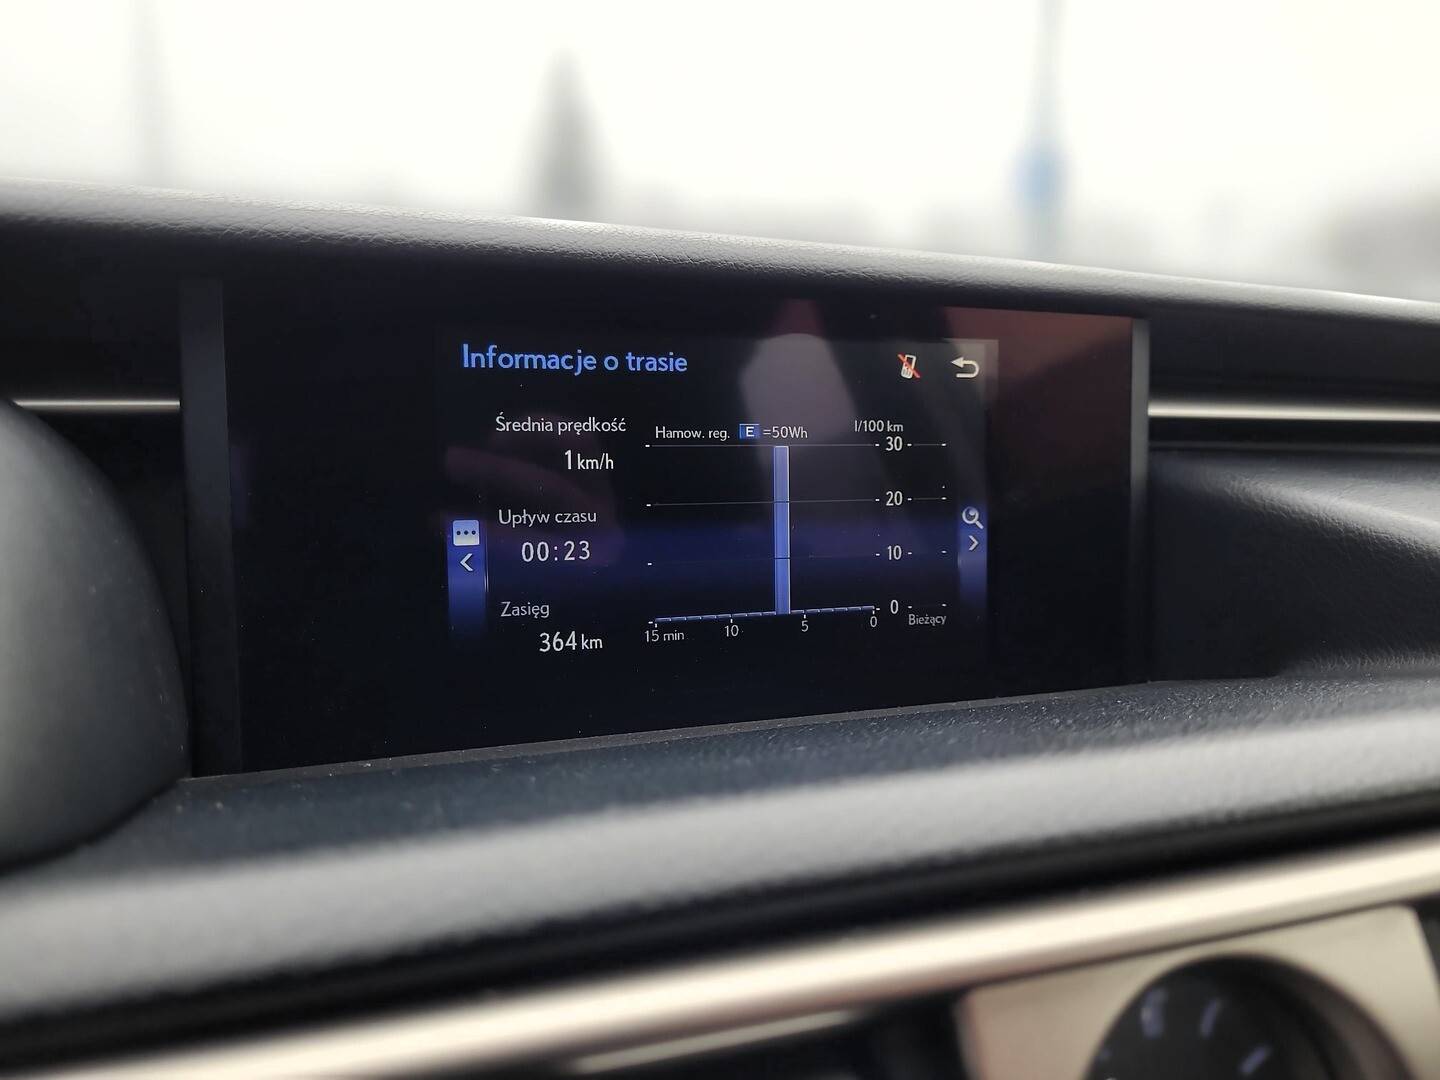 Informacje o trasie
Średnia prędkość
1 km/h
Hamow. reg. E =50Wh
l/100 km
30
20
Upływ czasu
00:23
10
Zasięg
364 km
0
15 min 10 5 0 Bieżący